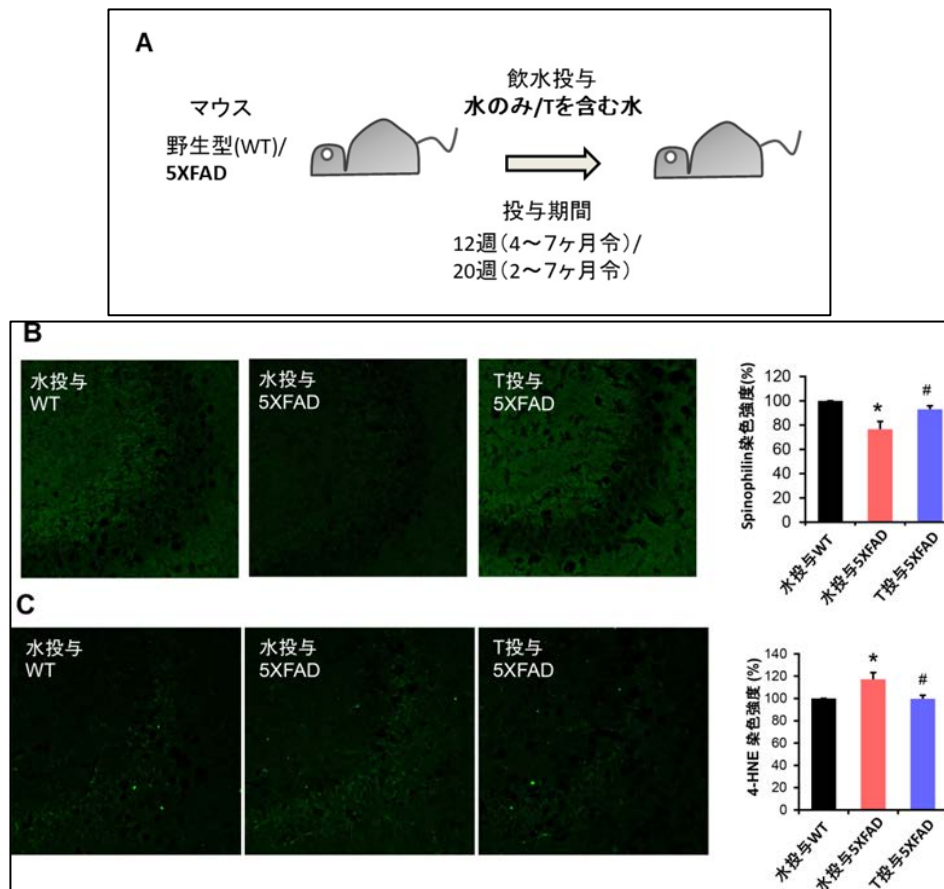 A
マウス
野生型(WT)/
5XFAD
飲水投与
水のみ/Tを含む水
投与期間
12週(4～7ヶ月令)/
20週(2～7ヶ月令)
B
水投与
WT
水投与
5XFAD
T投与
5XFAD
Spinophilin染色強度(%)
120
100
80
60
40
20
0
*
#
水投与WT
水投与5XFAD
T投与5XFAD
C
水投与
WT
水投与
5XFAD
T投与
5XFAD
4-HNE 染色強度 (%)
140
120
100
80
60
40
20
0
*
#
水投与WT
水投与5XFAD
T投与5XFAD